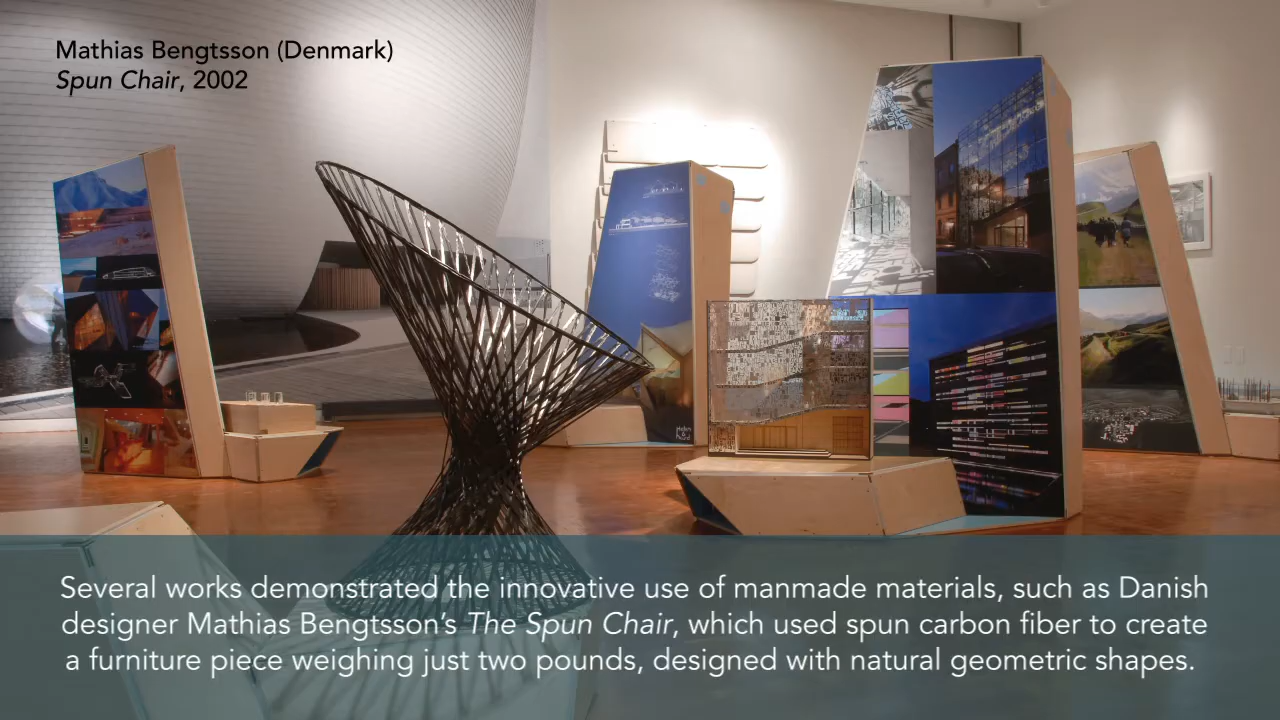 Mathias Bengtsson (Denmark)
Spun Chair, 2002
Several works demonstrated the innovative use of manmade materials, such as Danish
designer Mathias Bengtsson’s The Spun Chair, which used spun carbon fiber to create
a furniture piece weighing just two pounds, designed with natural geometric shapes.